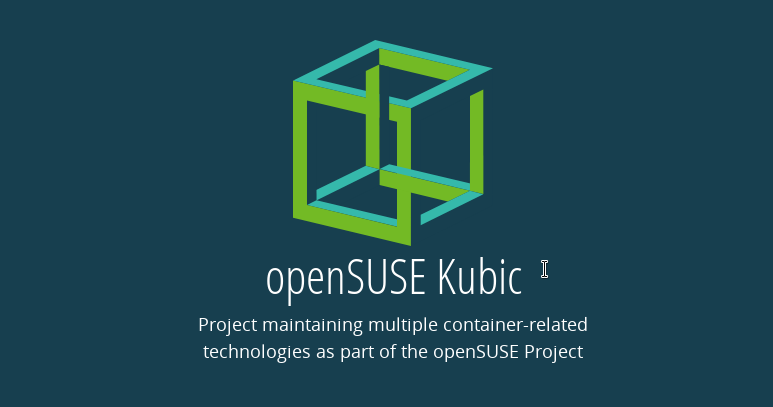 openSUSE Kubic
Project maintaining multiple container-related
technologies as part of the openSUSE Project